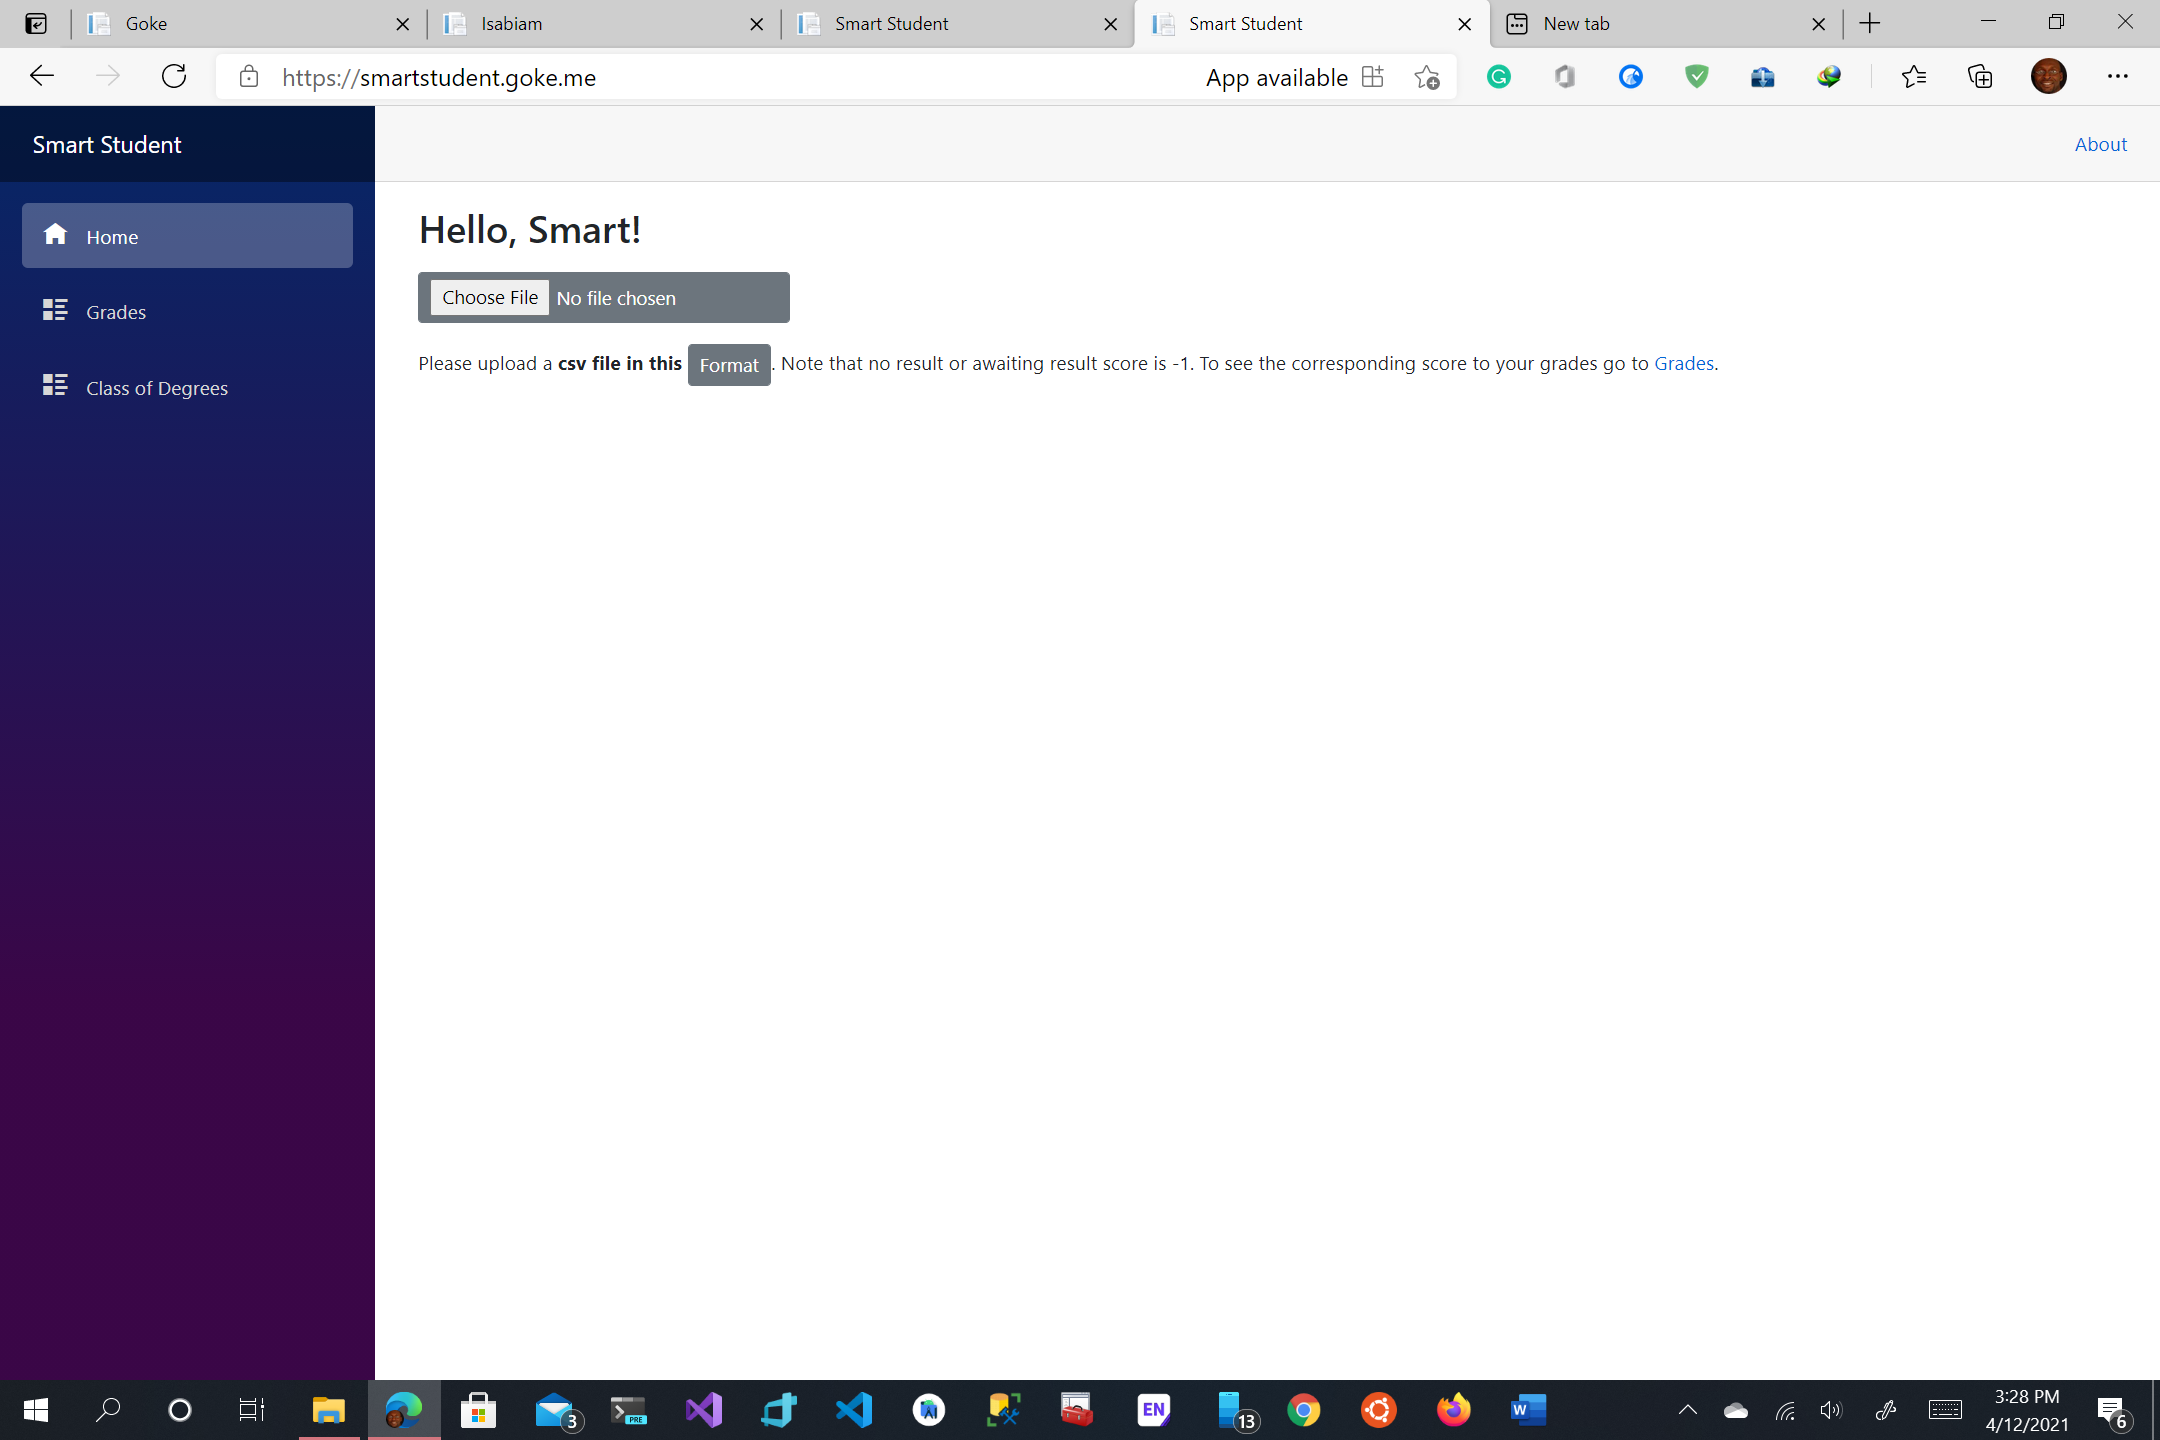 Goke
Isabiam
Smart Student
Smart Student
New tab
https://smartstudent.goke.me
App available
Smart Student
About
Home
Grades
Class of Degrees
Hello, Smart!
Choose File No file chosen
Please upload a csv file in this Format. Note that no result or awaiting result score is -1. To see the corresponding score to your grades go to Grades.
3
PRE
EN
13
W
3:28 PM
4/12/2021
6